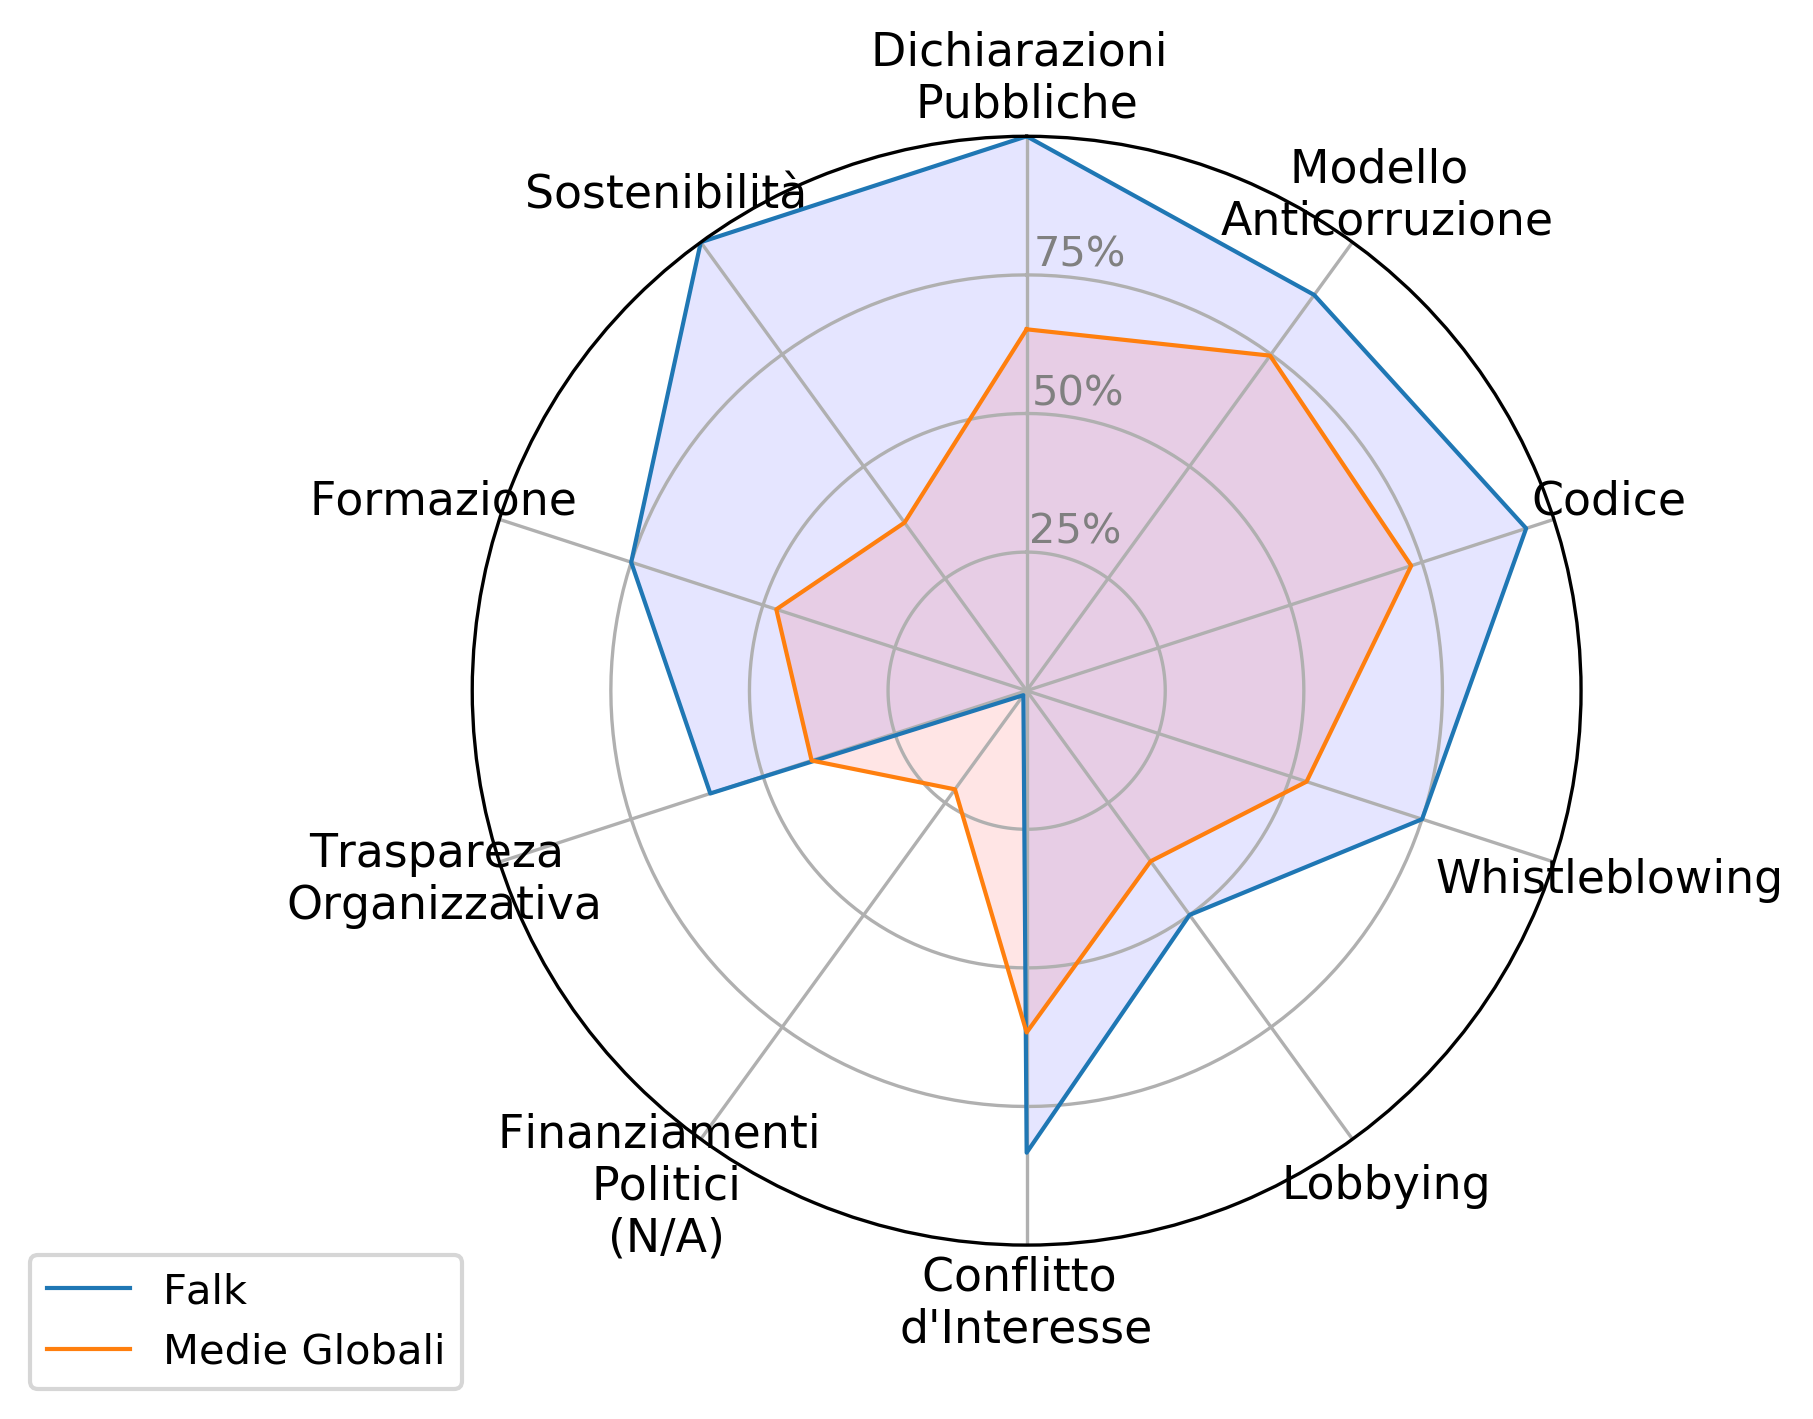 Dichiarazioni
Pubbliche
Modello
Anticorruzione
Sostenibilità
75%
50%
25%
Codice
Formazione
Traspareza
Organizzativa
Whistleblowing
Finanziamenti
Politici
(N/A)
Lobbying
Conflitto
d'Interesse
Falk
Medie Globali